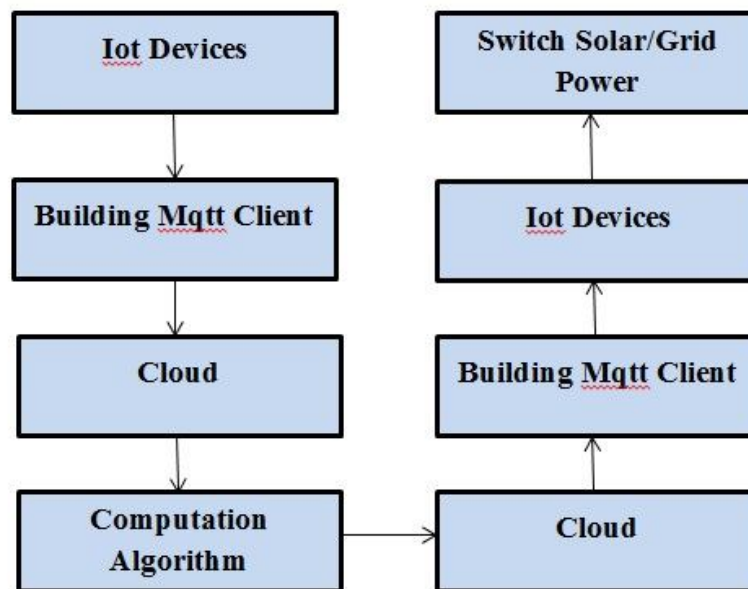 Iot Devices
Building Mqtt Client
Cloud
Computation
Algorithm
Switch Solar/Grid
Power
Iot Devices
Building Mqtt Client
Cloud